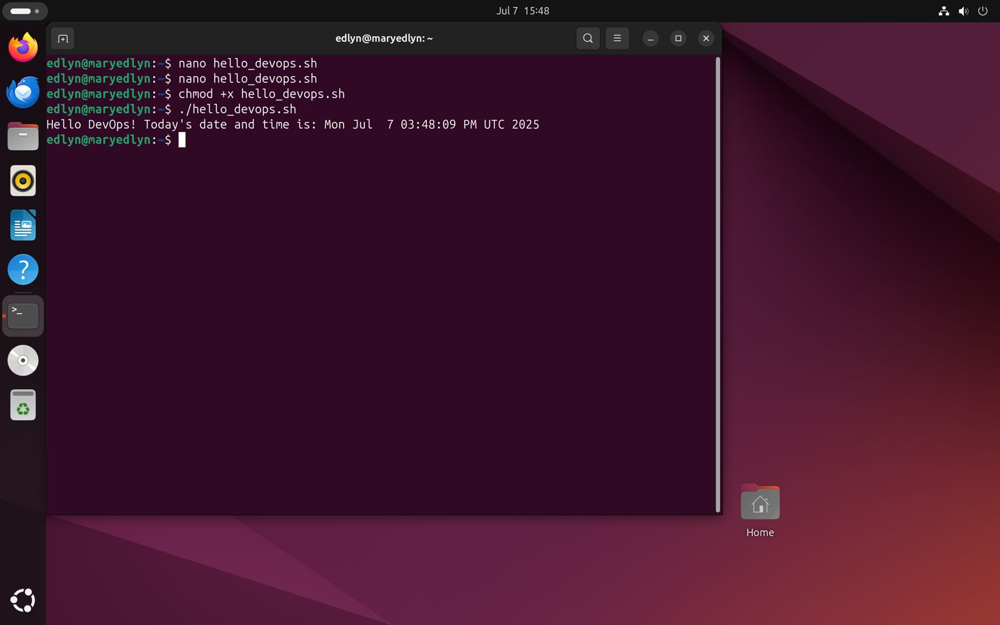 Jul 7 15:48
edlyn@maryedlyn: ~
edlyn@maryedlyn:~$ nano hello_devops.sh
edlyn@maryedlyn:~$ nano hello_devops.sh
edlyn@maryedlyn:~$ chmod +x hello_devops.sh
edlyn@maryedlyn:~$ ./hello_devops.sh
Hello DevOps! Today's date and time is: Mon Jul  7 03:48:09 PM UTC 2025
edlyn@maryedlyn:~$
Home